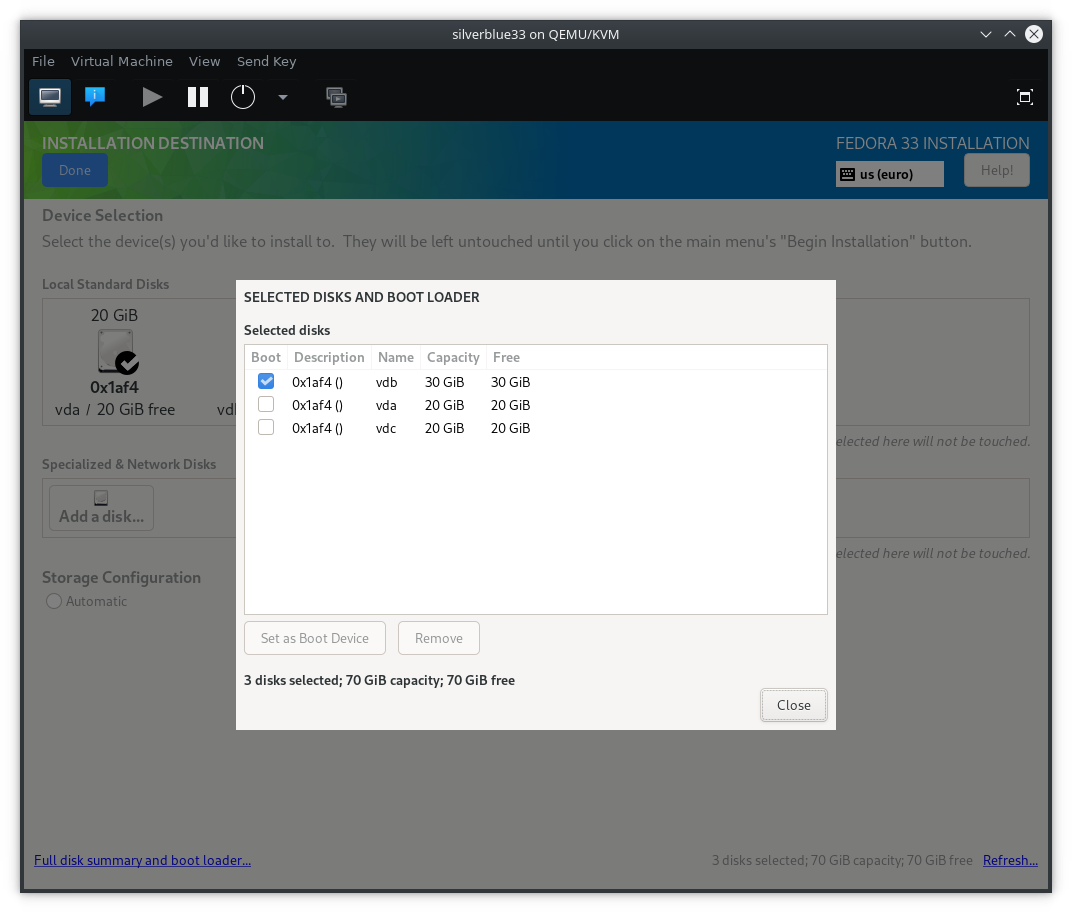 silverblue33 on QEMU/KVM
File Virtual Machine View Send Key
INSTALLATION DESTINATION
FEDORA 33 INSTALLATION
Done
us (euro)
Help!
Device Selection
Select the device(s) you'd like to install to. They will be left untouched until you click on the main menu's "Begin Installation" button.
Local Standard Disks
20 GiB
0x1af4
vda / 20 GiB free
SELECTED DISKS AND BOOT LOADER
Selected disks
Boot Description Name Capacity Free
0x1af4 () vdb 30 GiB 30 GiB
0x1af4 () vda 20 GiB 20 GiB
0x1af4 () vdc 20 GiB 20 GiB
here will not be touched.
Specialized & Network Disks
Add a disk...
here will not be touched.
Storage Configuration
Automatic
Set as Boot Device Remove
3 disks selected; 70 GiB capacity; 70 GiB free
Close
Full disk summary and boot loader...
3 disks selected; 70 GiB capacity; 70 GiB free Refresh...